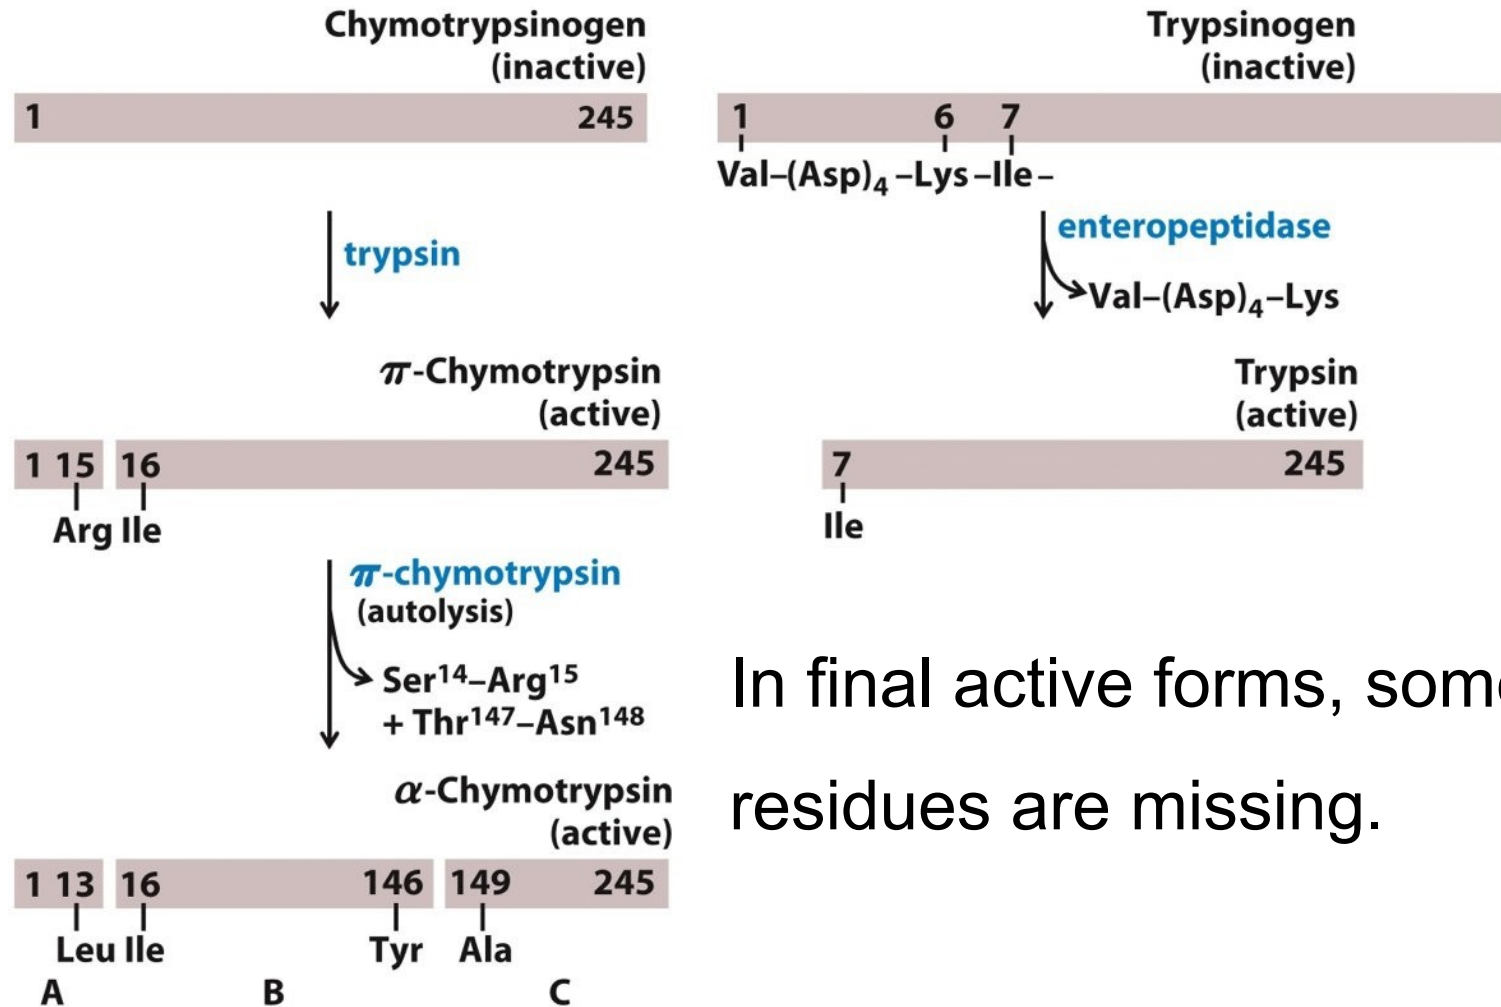 Chymotrypsinogen
(inactive)
1 245
trypsin
π-Chymotrypsin
(active)
1 15 16 245
Arg Ile
π-chymotrypsin
(autolysis)
Ser¹⁴–Arg¹⁵
+ Thr¹⁴⁷–Asn¹⁴⁸
α-Chymotrypsin
(active)
1 13 16 146 149 245
Leu Ile Tyr Ala
A B C
Trypsinogen
(inactive)
1 6 7
Val–(Asp)₄–Lys–Ile–
enteropeptidase
Val–(Asp)₄–Lys
Trypsin
(active)
7 245
Ile
In final active forms,
residues are missing.